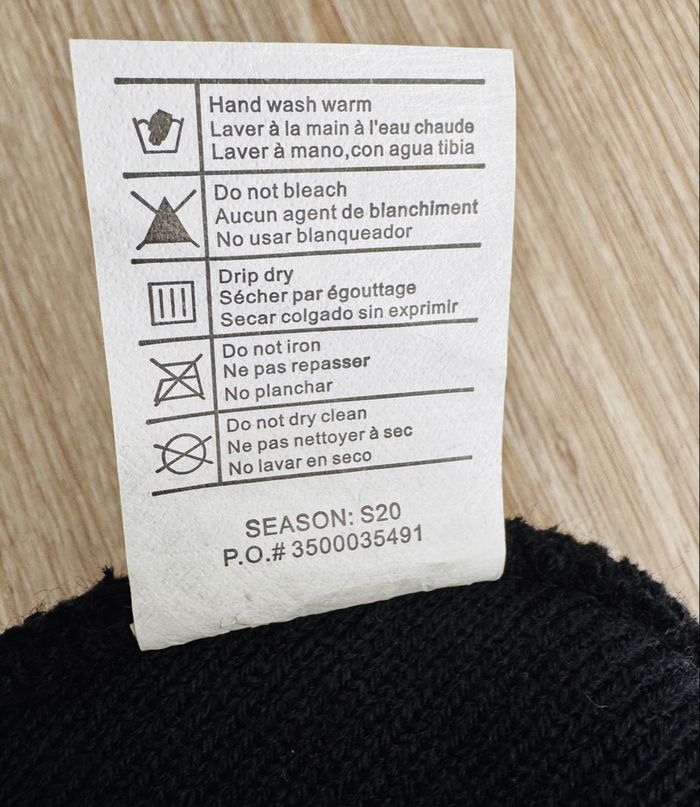 Hand wash warm
Laver à la main à l'eau chaude
Laver à mano,con agua tibia
Do not bleach
Aucun agent de blanchiment
No usar blanqueador
Drip dry
Sécher par égouttage
Secar colgado sin exprimir
Do not iron
Ne pas repasser
No planchar
Do not dry clean
Ne pas nettoyer à sec
No lavar en seco
SEASON: S20
P.O.# 3500035491